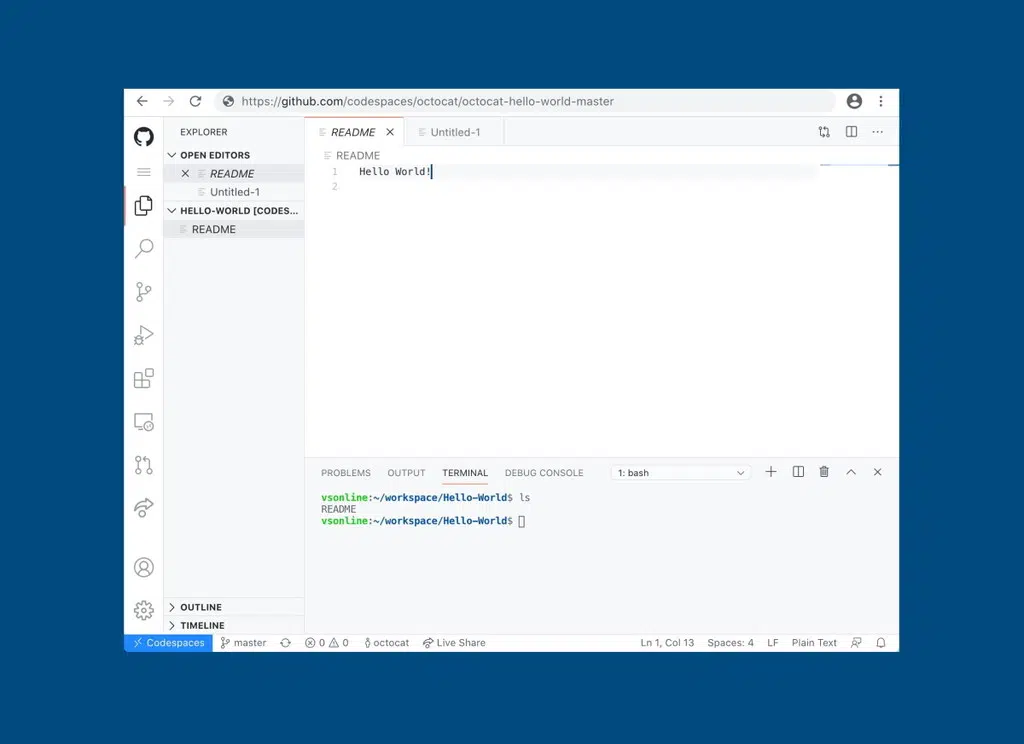 https://github.com/codespaces/octocat/octocat-hello-world-master
EXPLORER
OPEN EDITORS
README
Untitled-1
HELLO-WORLD [CODES...
README
OUTLINE
TIMELINE
README
Untitled-1
README
1 Hello World!
2
PROBLEMS OUTPUT TERMINAL DEBUG CONSOLE 1: bash
vsonline:~/workspace/Hello-World$ ls
README
vsonline:~/workspace/Hello-World$
Codespaces master 0 0 octocat Live Share Ln 1, Col 13 Spaces: 4 LF Plain Text